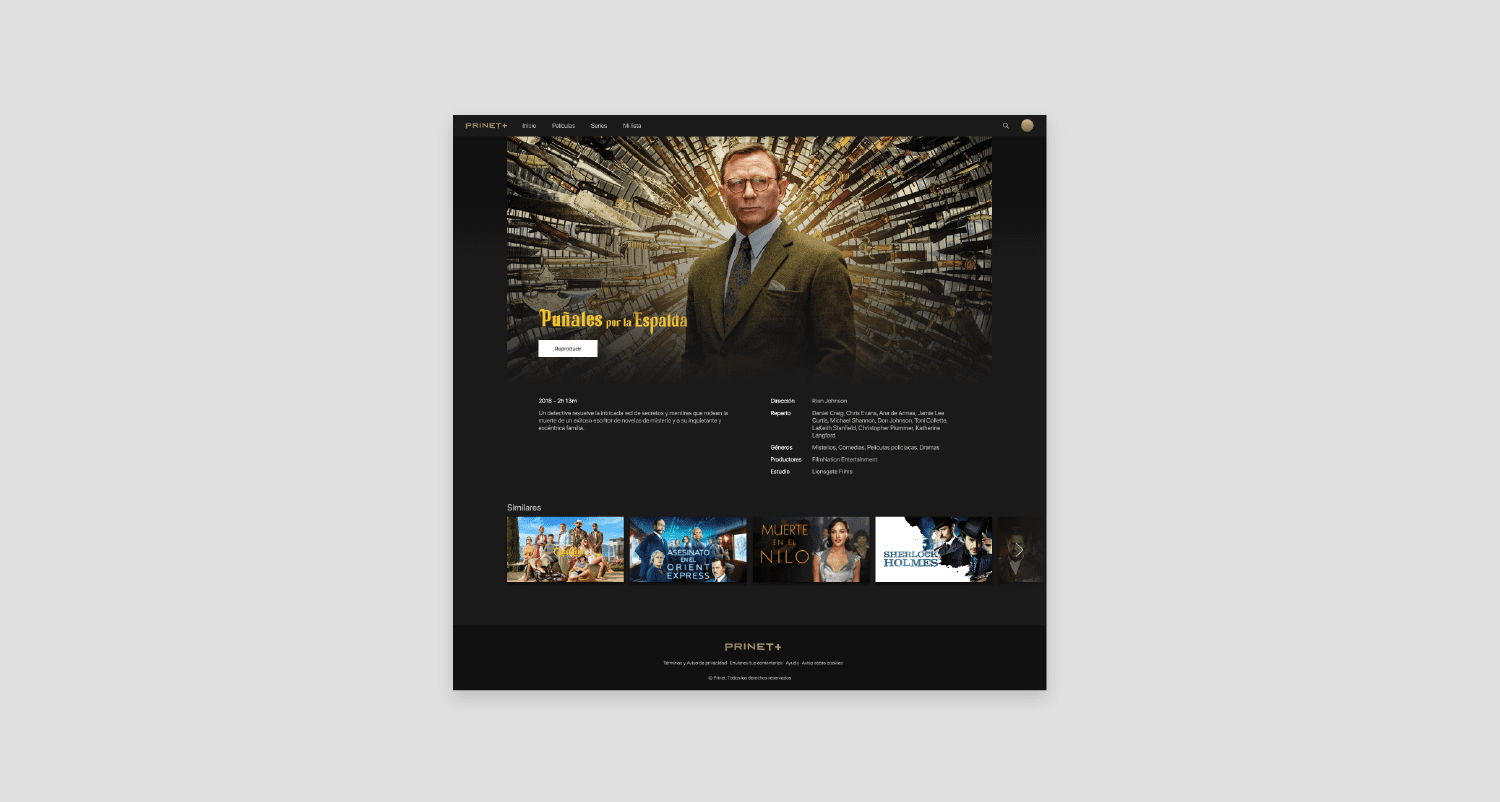 PRINET+ Inicio Películas Series Mi lista
Puñales por la Espalda
Reproducir
2018 - 2h 13m
Un detective resuelve la intricada red de secretos y mentiras que rodean la
muerte de un exitoso escritor de novelas de misterio y a su inquietante y
excéntrica familia.
Dirección Rian Johnson
Reparto Daniel Craig, Chris Evans, Ana de Armas, Jamie Lee
Curtis, Michael Shannon, Don Johnson, Toni Collette,
LaKeith Stanfield, Christopher Plummer, Katherine
Langford
Géneros Misterios, Comedias, Películas policiacas, Dramas
Productores FilmNation Entertainment
Estudio Lionsgate Films
Similares
ASESINATO
EN EL
ORIENT
EXPRESS
MUERTE
EN EL
NILO
SHERLOCK
HOLMES
PRINET+
Términos y Aviso de privacidad Envíanos tus comentarios Ayuda Aviso sobre cookies
© Prinet. Todos los derechos reservados